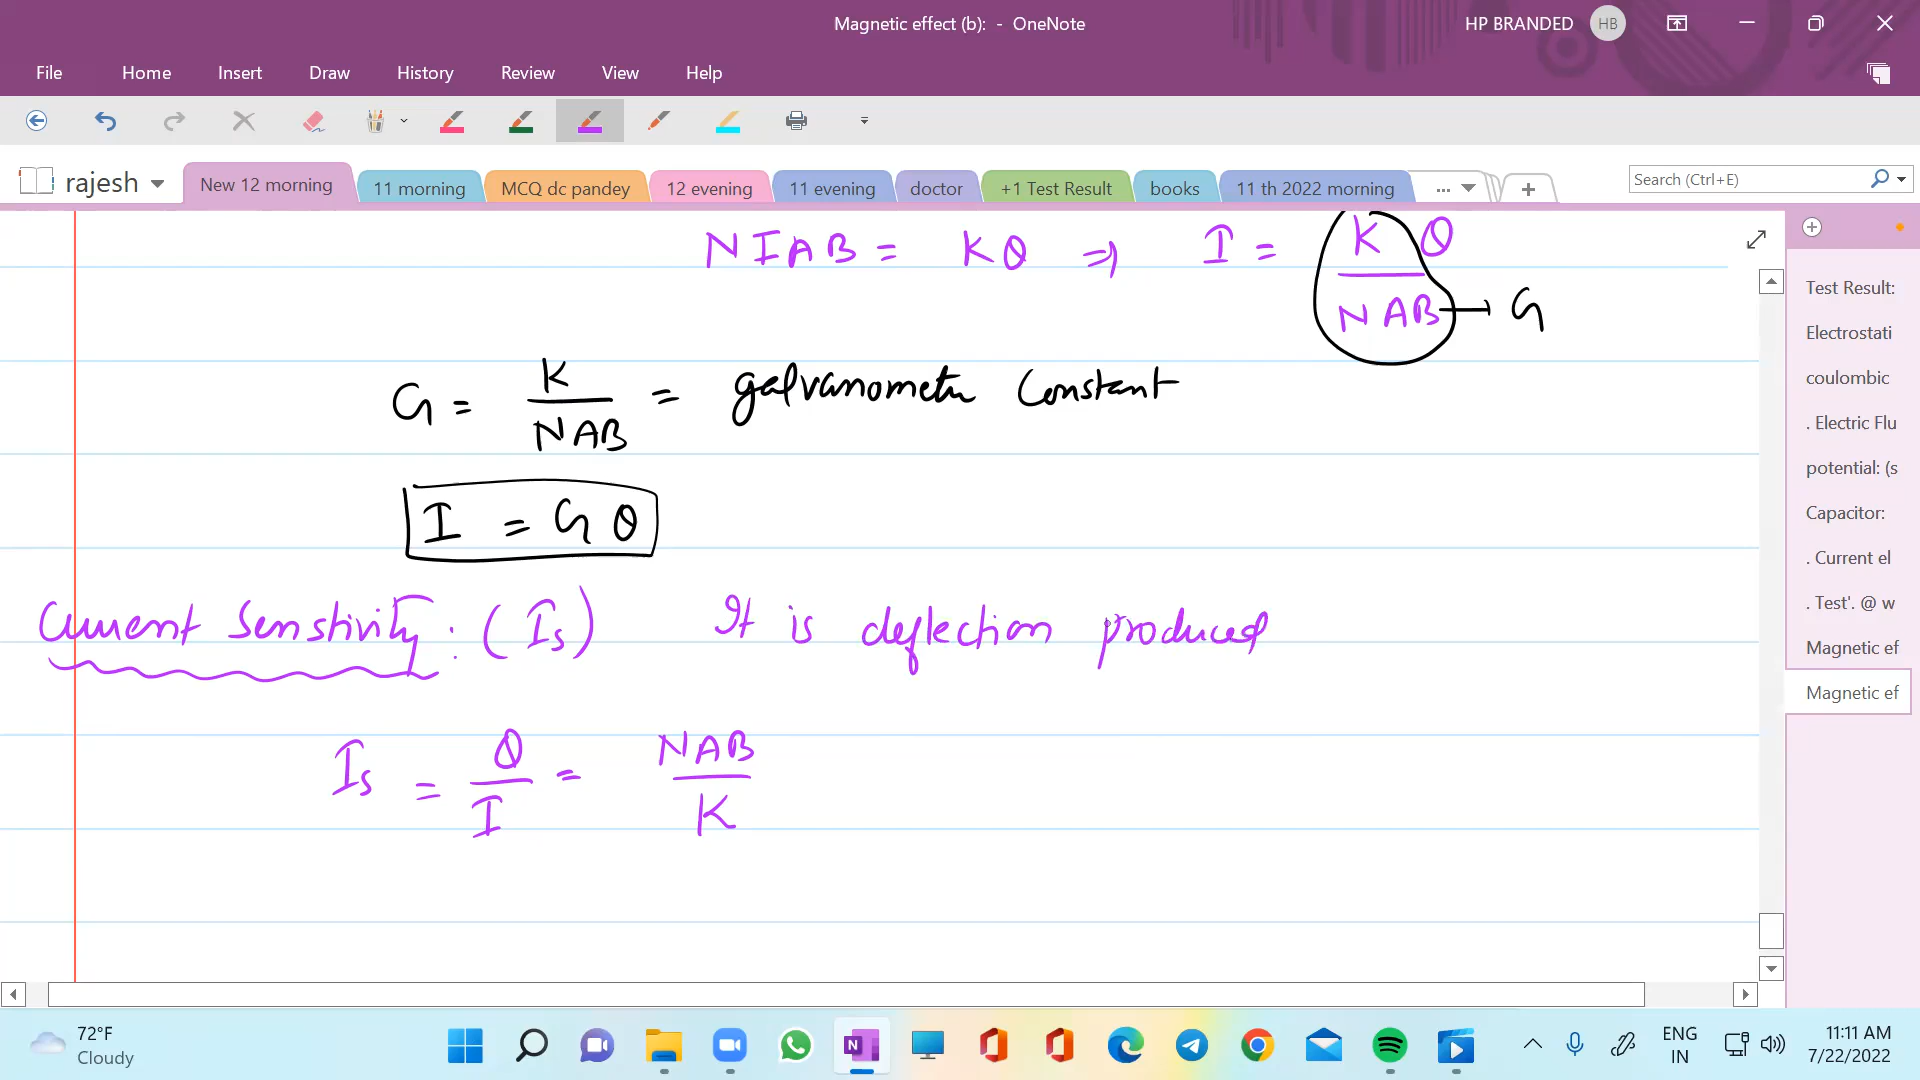 Magnetic effect (b): - OneNote
HP BRANDED HB
File Home Insert Draw History Review View Help
rajesh New 12 morning 11 morning MCQ dc pandey 12 evening 11 evening doctor +1 Test Result books 11 th 2022 morning ... Search (Ctrl+E)
NIAB = Kθ ⇒ I = K θ / NAB → G
G = K / NAB = galvanometer Constant
I = G θ
Current Senstivity : (Is) It is deflection produced
Is = θ / I = NAB / K
Test Result:
Electrostati
coulombic
. Electric Flu
potential: (s
Capacitor:
. Current el
. Test'. @ w
Magnetic ef
Magnetic ef
72°F
Cloudy
ENG
IN
11:11 AM
7/22/2022